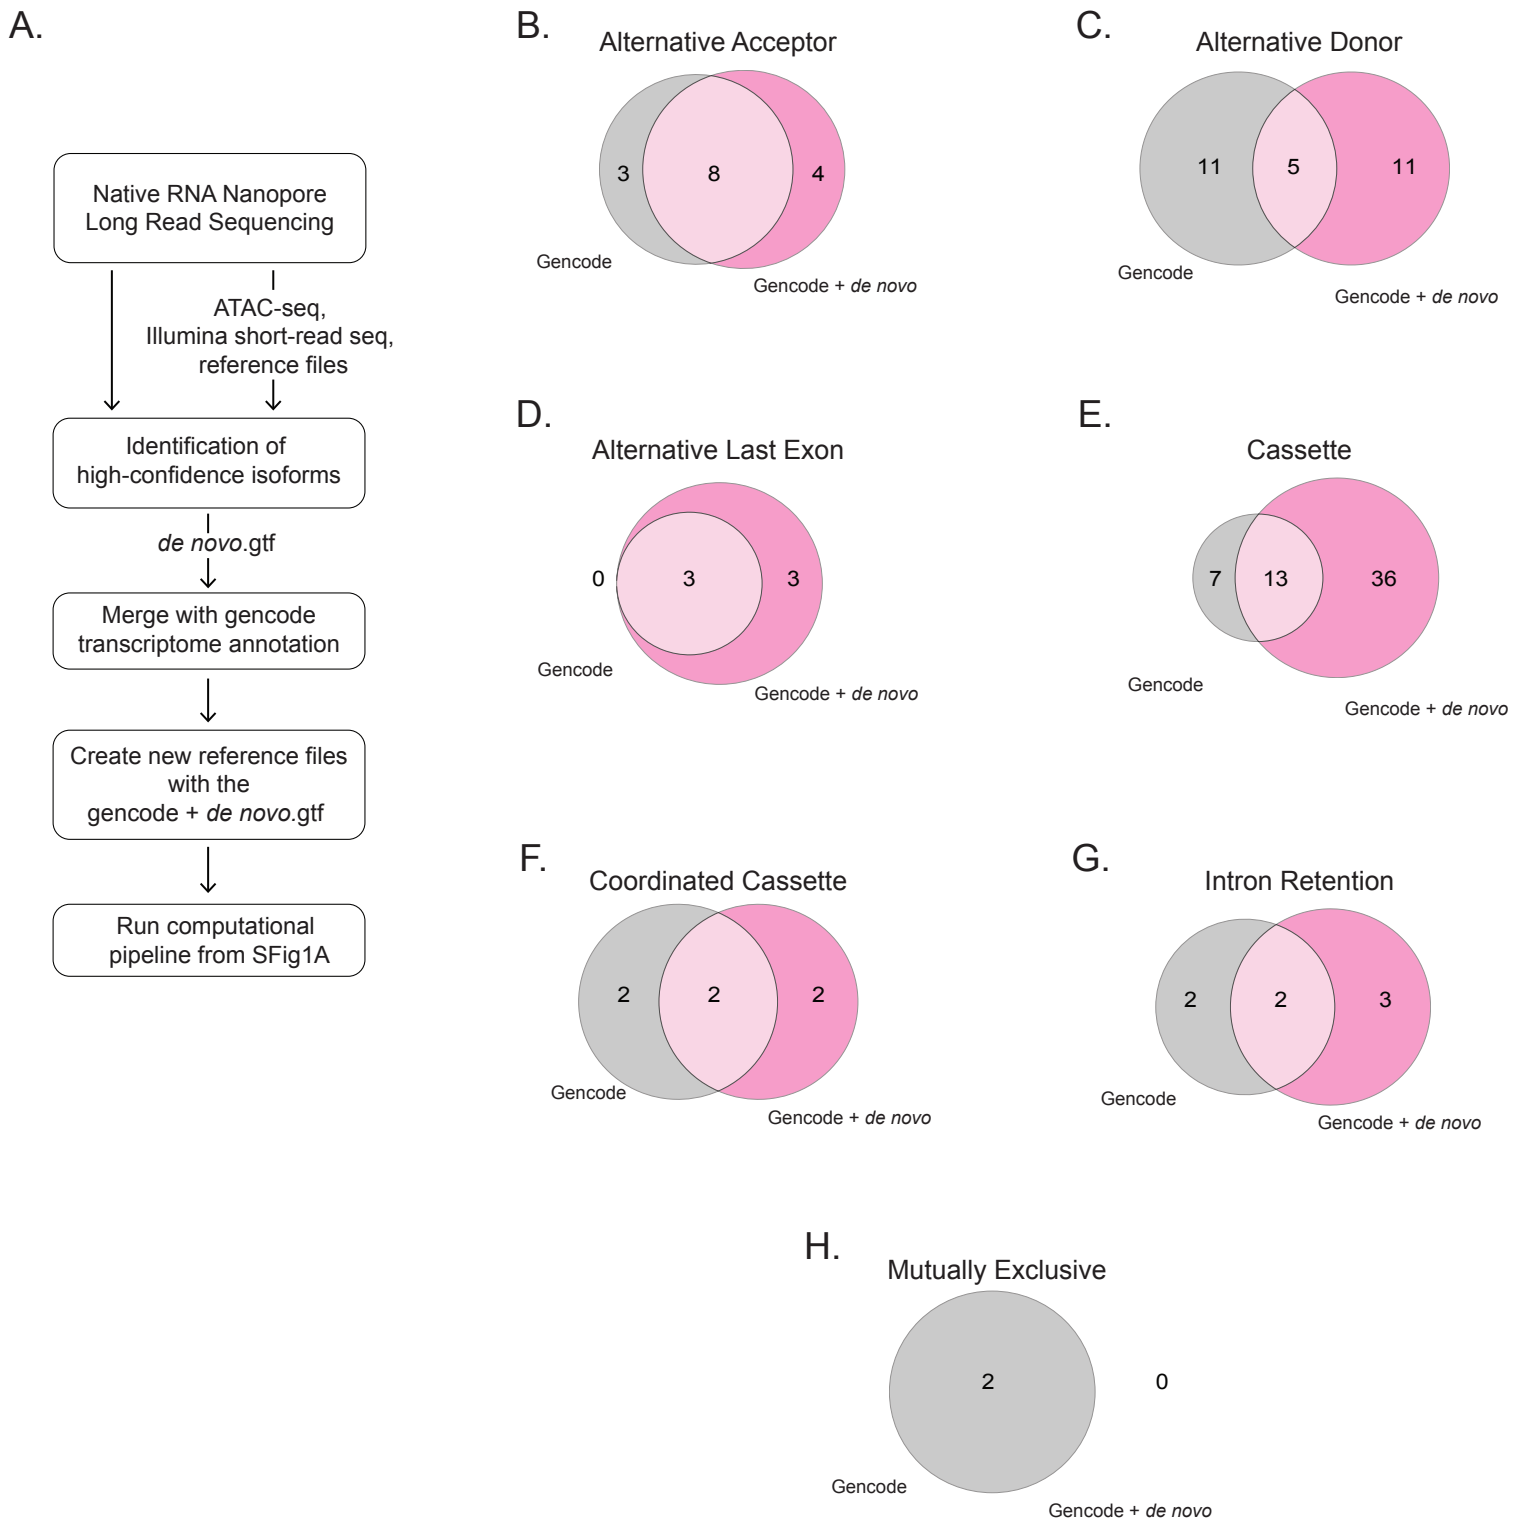 A.
Native RNA Nanopore
Long Read Sequencing
ATAC-seq,
Illumina short-read seq,
reference files
Identification of
high-confidence isoforms
de novo.gtf
Merge with gencode
transcriptome annotation
Create new reference files
with the
gencode + de novo.gtf
Run computational
pipeline from SFig1A
B.
Alternative Acceptor
3
8
4
Gencode
Gencode + de novo
C.
Alternative Donor
11
5
11
Gencode
Gencode + de novo
D.
Alternative Last Exon
0
3
3
Gencode
Gencode + de novo
E.
Cassette
7
13
36
Gencode
Gencode + de novo
F.
Coordinated Cassette
2
2
2
Gencode
Gencode + de novo
G.
Intron Retention
2
2
3
Gencode
Gencode + de novo
H.
Mutually Exclusive
2
0
Gencode
Gencode + de novo